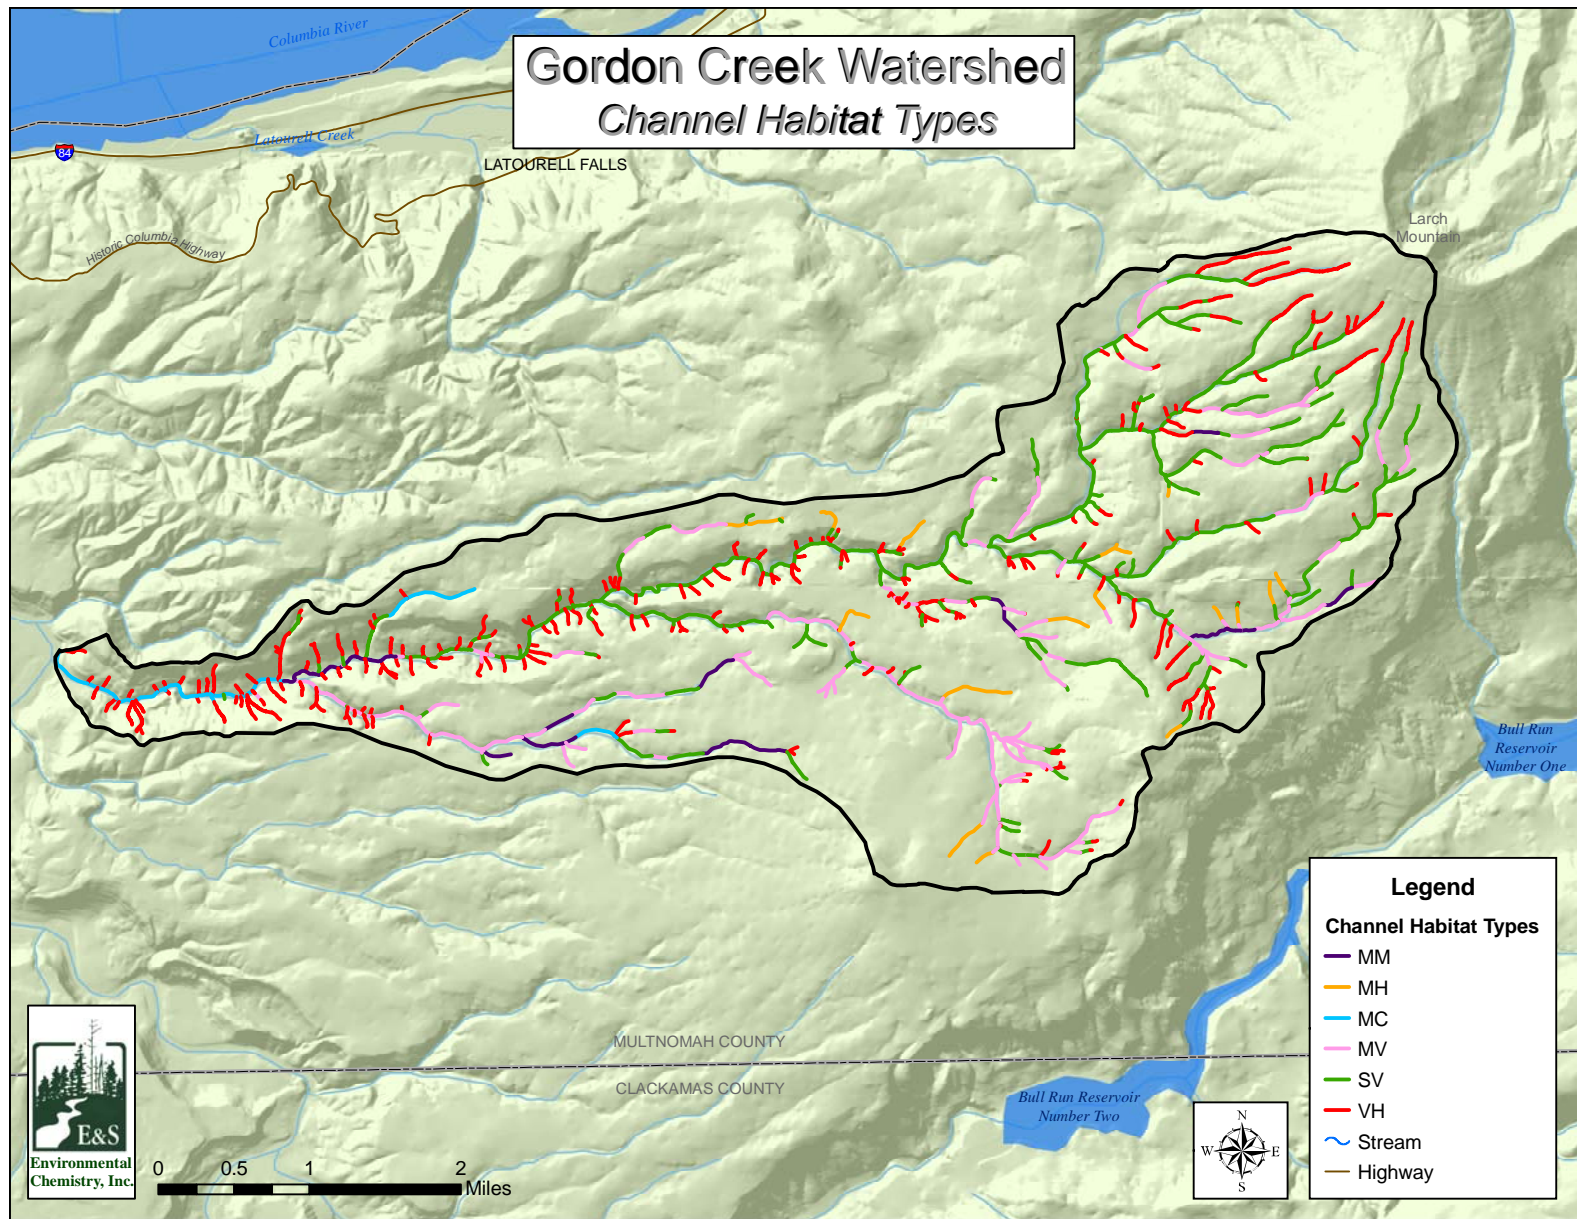 Gordon Creek Watershed
Channel Habitat Types
Columbia River
Latourell Creek
84
LATOURELL FALLS
Historic Columbia Highway
Larch
Mountain
Bull Run
Reservoir
Number One
MULTNOMAH COUNTY
CLACKAMAS COUNTY
Bull Run Reservoir
Number Two
Legend
Channel Habitat Types
MM
MH
MC
MV
SV
VH
Stream
Highway
N
W E
S
E&S
Environmental
Chemistry, Inc.
0 0.5 1 2
Miles